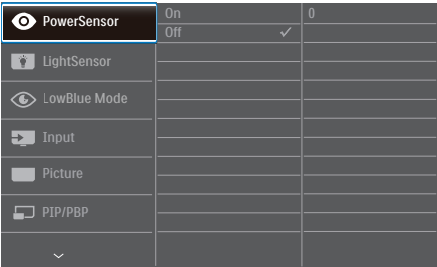 PowerSensor
On
0
Off
LightSensor
LowBlue Mode
Input
Picture
PIP/PBP